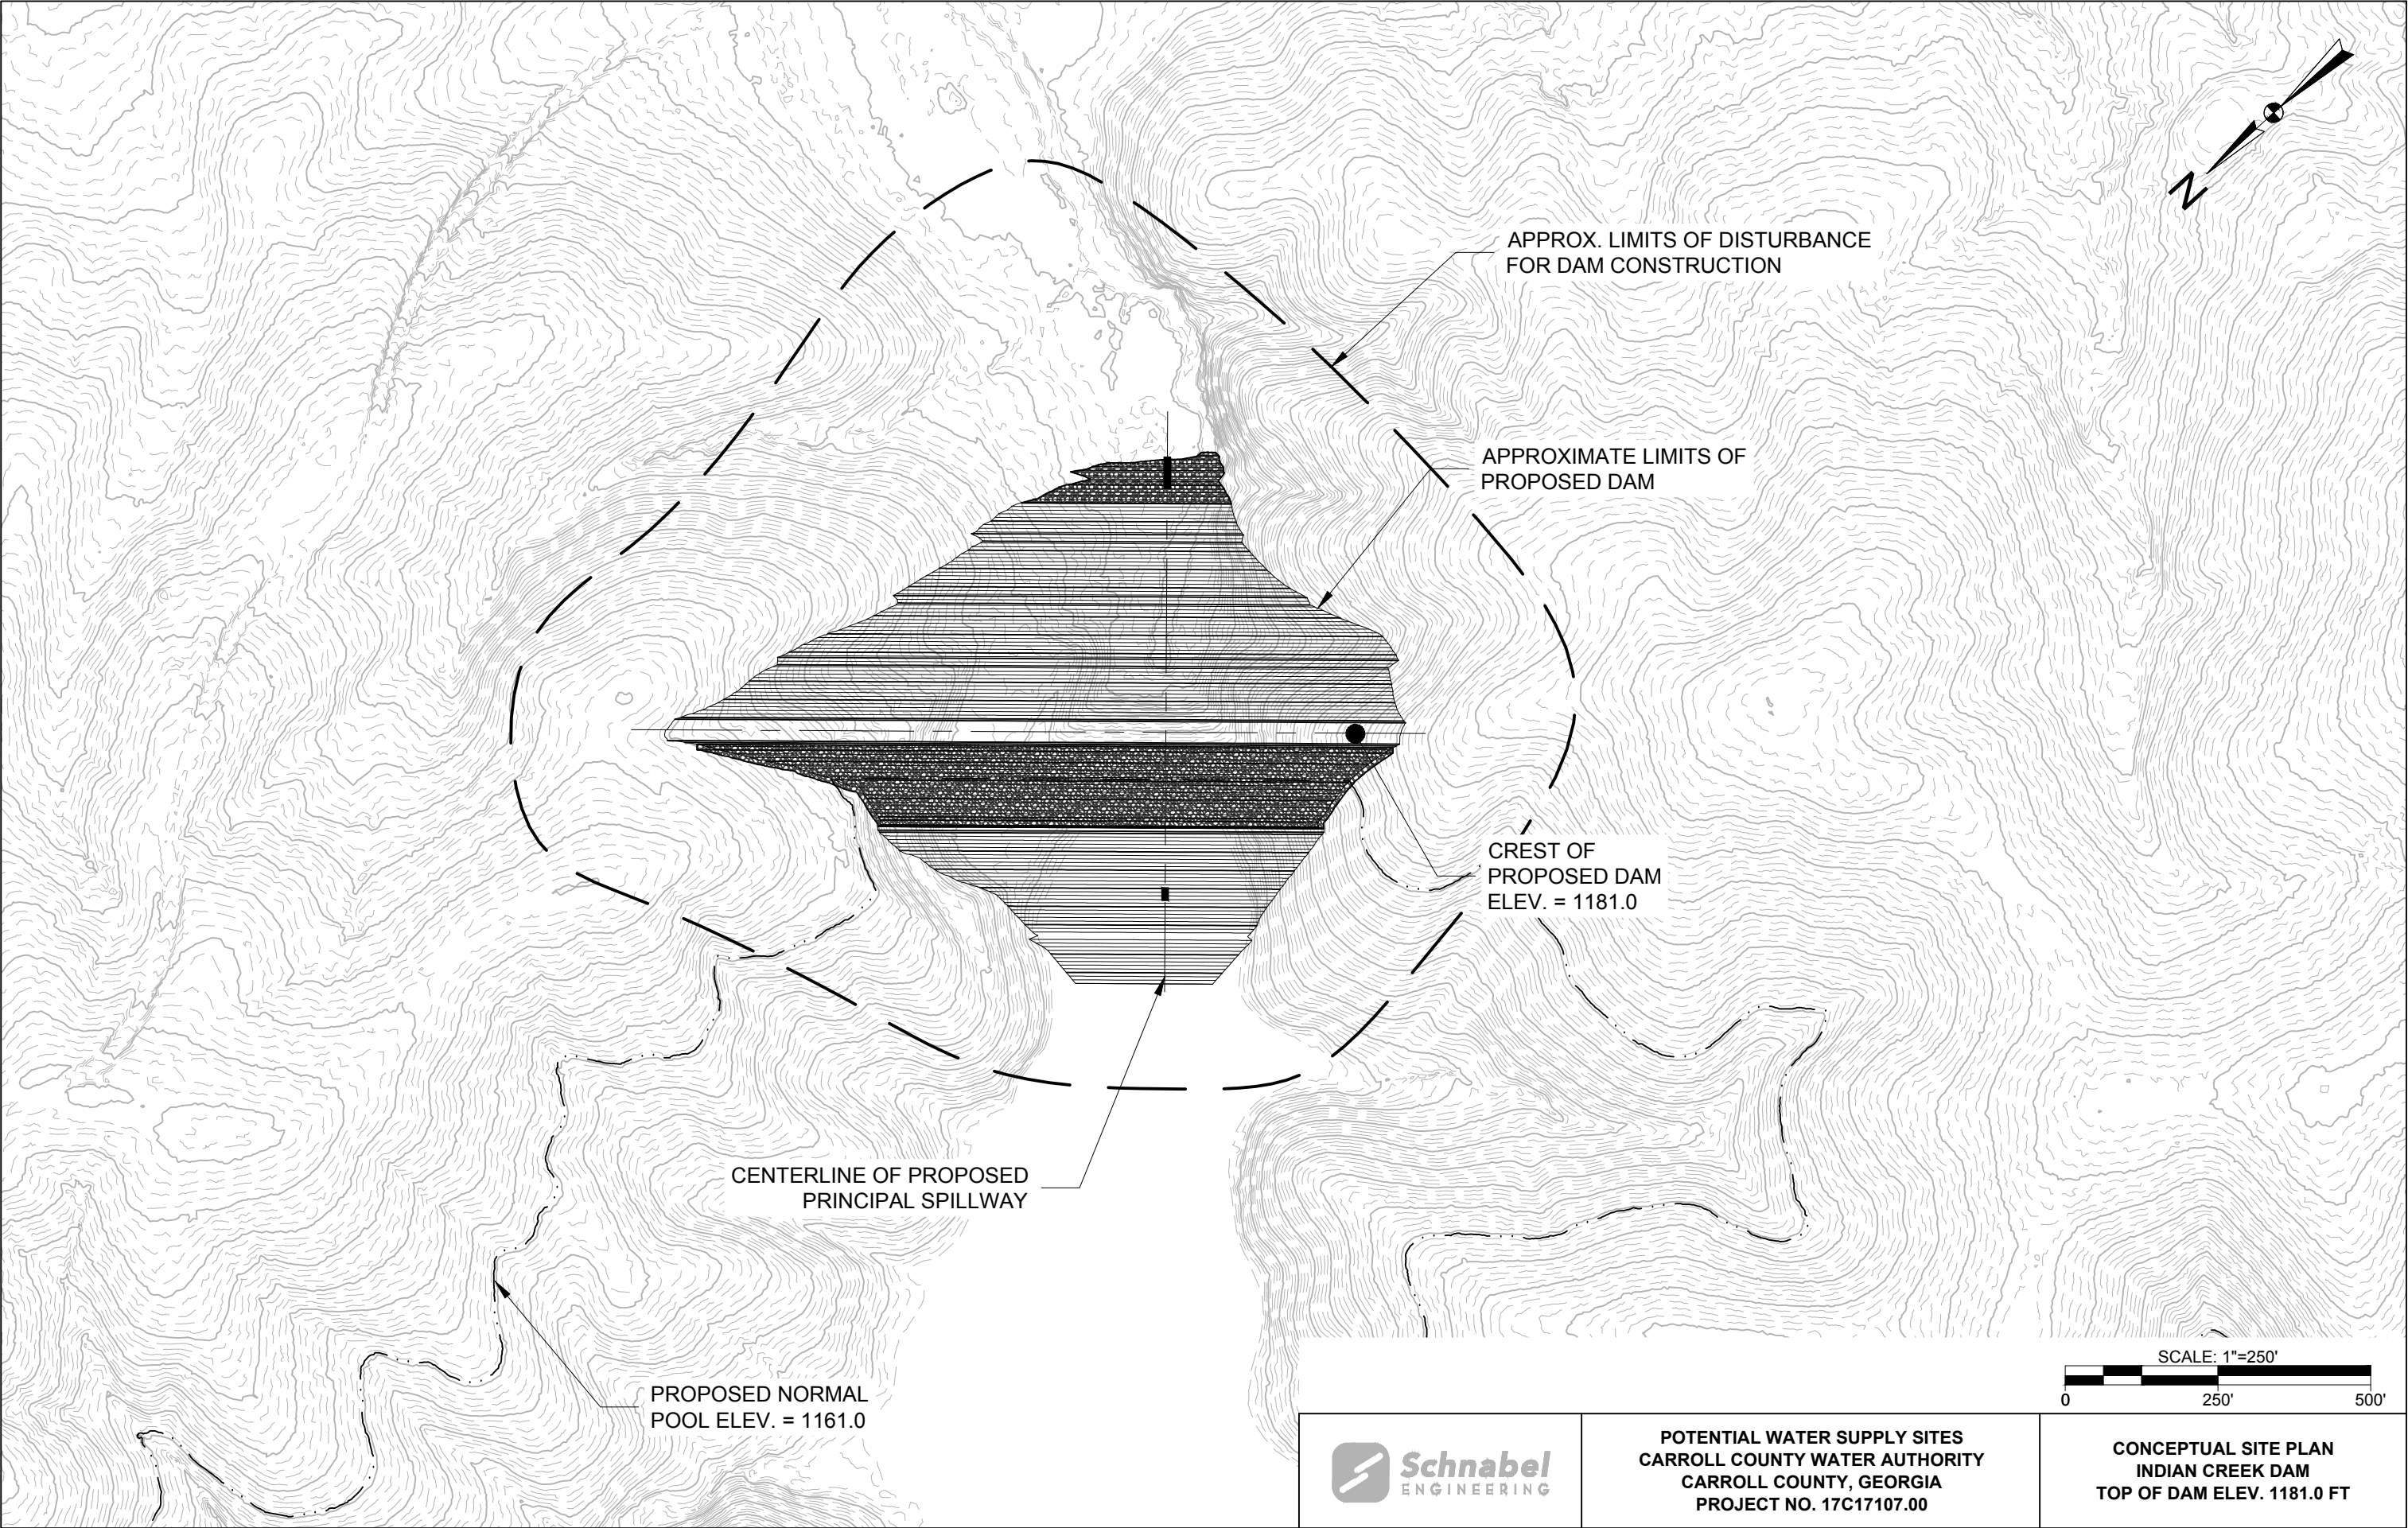 N
APPROX. LIMITS OF DISTURBANCE
FOR DAM CONSTRUCTION
APPROXIMATE LIMITS OF
PROPOSED DAM
CREST OF
PROPOSED DAM
ELEV. = 1181.0
CENTERLINE OF PROPOSED
PRINCIPAL SPILLWAY
PROPOSED NORMAL
POOL ELEV. = 1161.0
SCALE: 1"=250'
0 250' 500'
Schnabel
ENGINEERING
POTENTIAL WATER SUPPLY SITES
CARROLL COUNTY WATER AUTHORITY
CARROLL COUNTY, GEORGIA
PROJECT NO. 17C17107.00
CONCEPTUAL SITE PLAN
INDIAN CREEK DAM
TOP OF DAM ELEV. 1181.0 FT